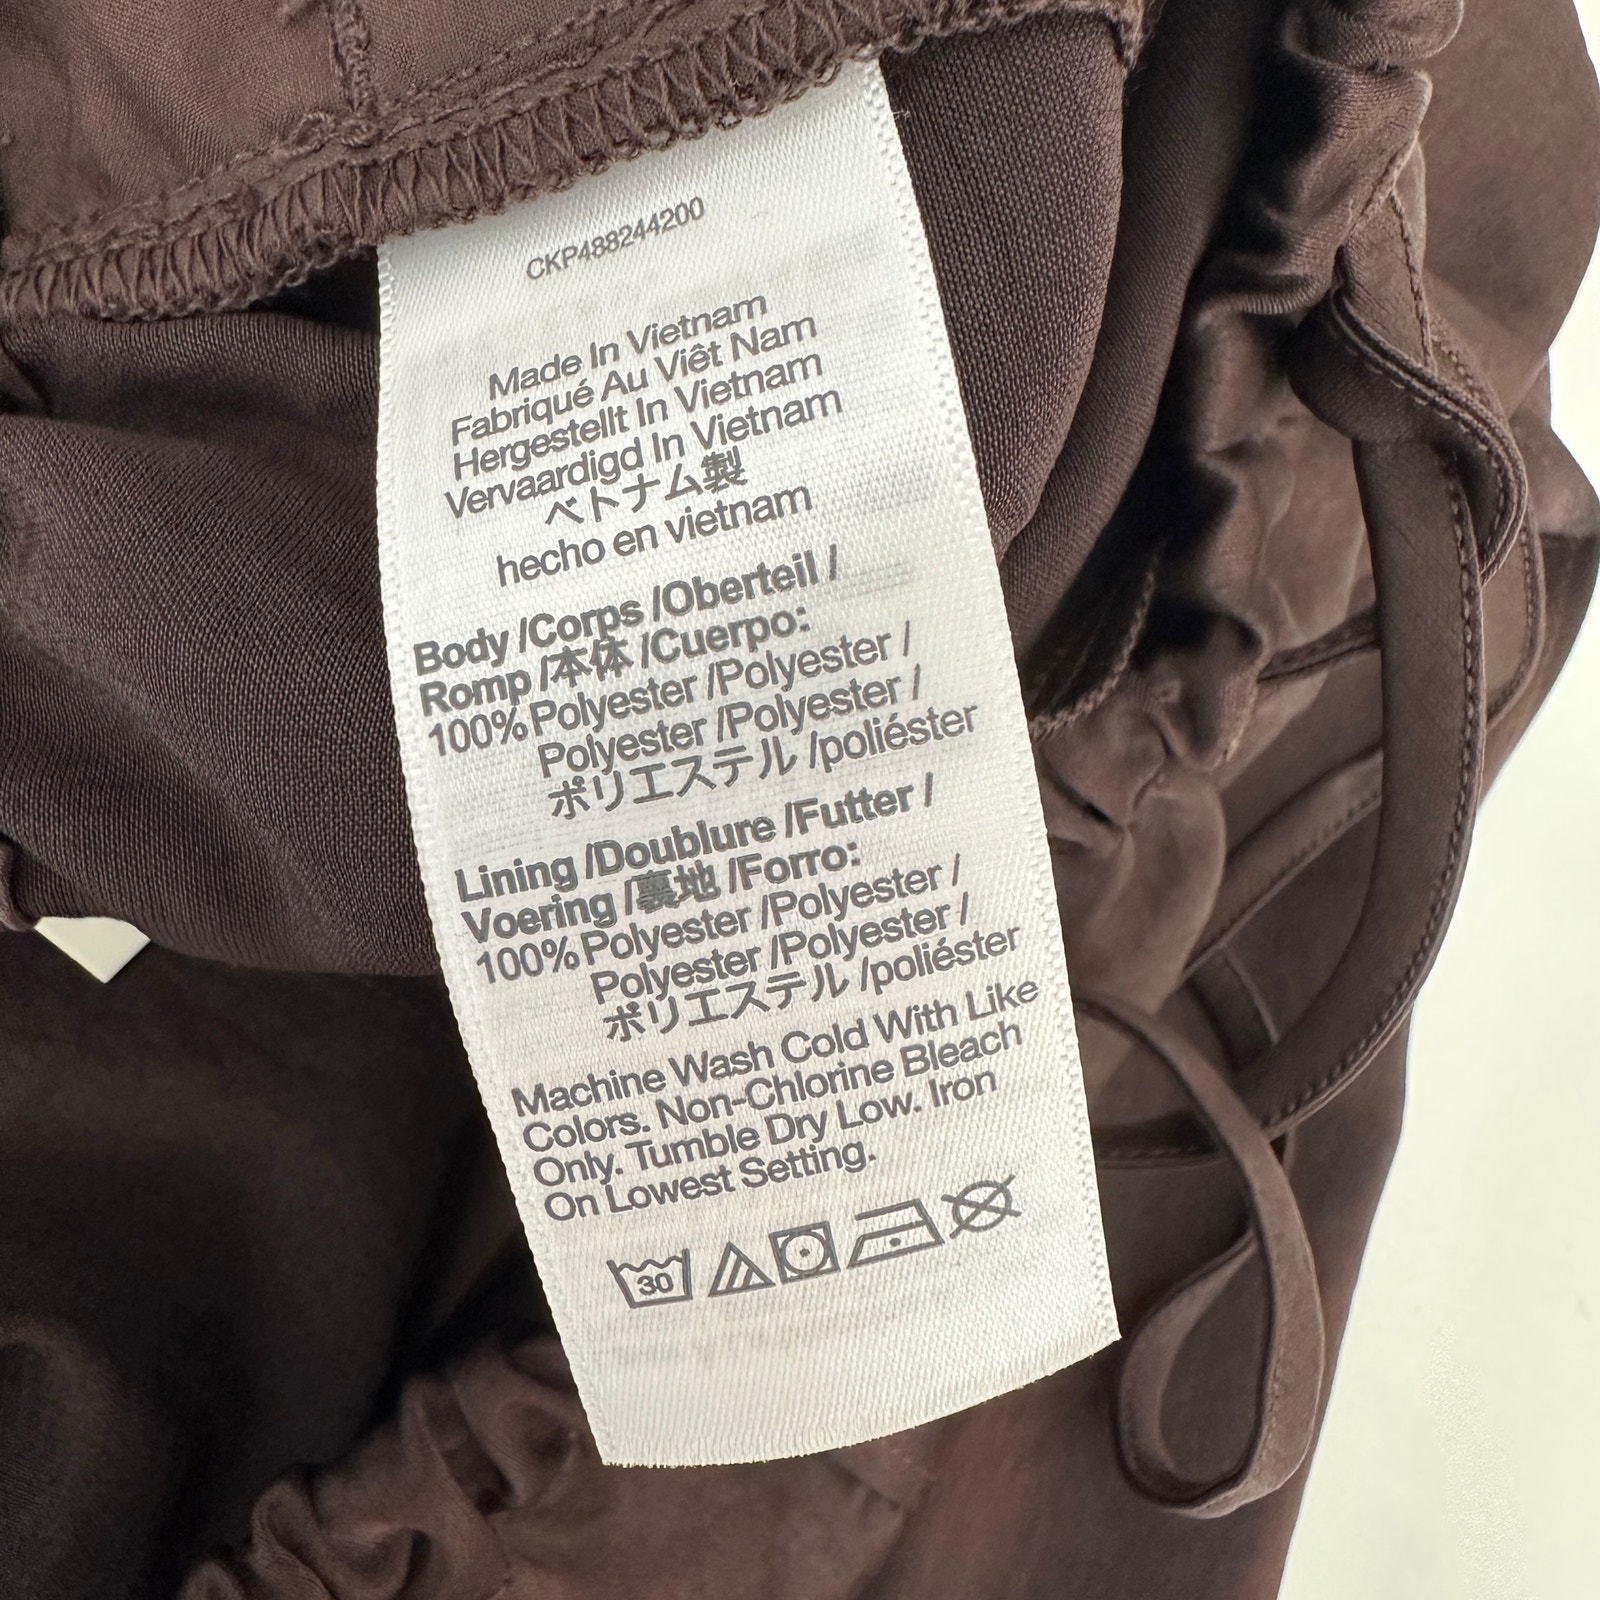 CKP488244200
Made In Vietnam
Fabriqué Au Viêt Nam
Hergestellt In Vietnam
Vervaardigd In Vietnam
ベトナム製
hecho en vietnam
Body /Corps /Oberteil /
Romp /本体 /Cuerpo:
100% Polyester /Polyester /
Polyester /Polyester /
ポリエステル /poliéster
Lining /Doublure /Futter /
Voering /裏地 /Forro:
100% Polyester /Polyester /
Polyester /Polyester /
ポリエステル /poliéster
Machine Wash Cold With Like
Colors. Non-Chlorine Bleach
Only. Tumble Dry Low. Iron
On Lowest Setting.
30